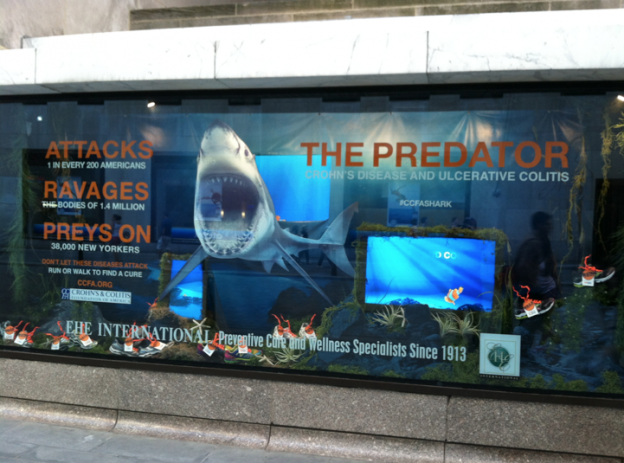 ATTACKS
1 IN EVERY 200 AMERICANS
RAVAGES
THE BODIES OF 1.4 MILLION
PREYS ON
38,000 NEW YORKERS
DON'T LET THESE DISEASES ATTACK
RUN OR WALK TO FIND A CURE
CCFA.ORG
CROHN'S & COLITIS
THE PREDATOR
CROHN'S DISEASE AND ULCERATIVE COLITIS
#CCFASHARK
EHE INTERNATIONAL Preventive Care and Wellness Specialists Since 1913